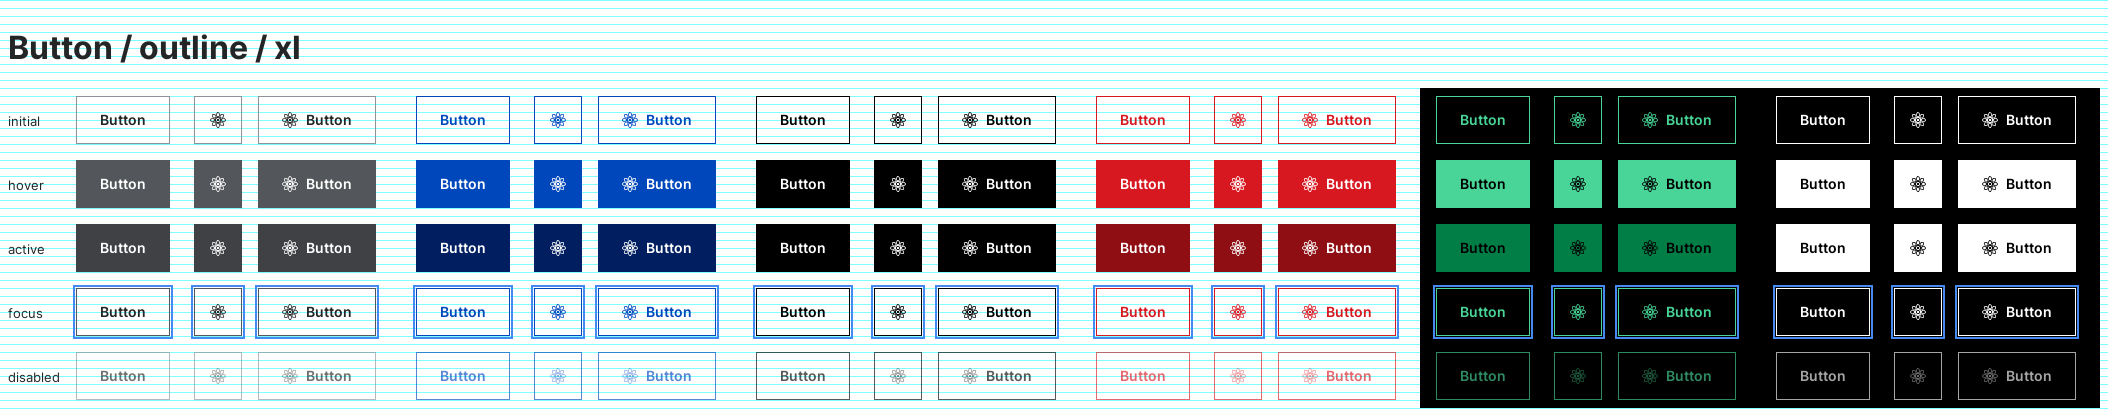 Button / outline / xl
initial Button Button Button Button Button Button Button Button Button Button Button Button
hover Button Button Button Button Button Button Button Button Button Button Button Button
active Button Button Button Button Button Button Button Button Button Button Button Button
focus Button Button Button Button Button Button Button Button Button Button Button Button
disabled Button Button Button Button Button Button Button Button Button Button Button Button